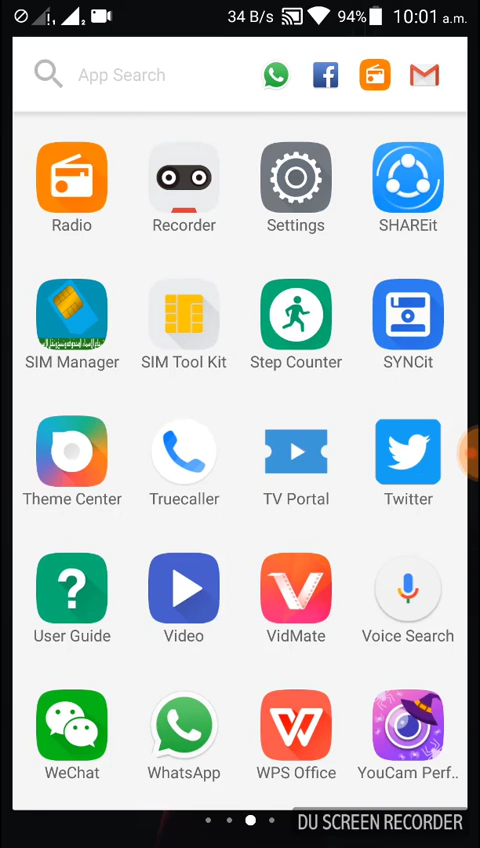 34 B/s 94% 10:01 a.m.
App Search
Radio Recorder Settings SHAREit
SIM Manager SIM Tool Kit Step Counter SYNCit
Theme Center Truecaller TV Portal Twitter
User Guide Video VidMate Voice Search
WeChat WhatsApp WPS Office YouCam Perf..
DU SCREEN RECORDER